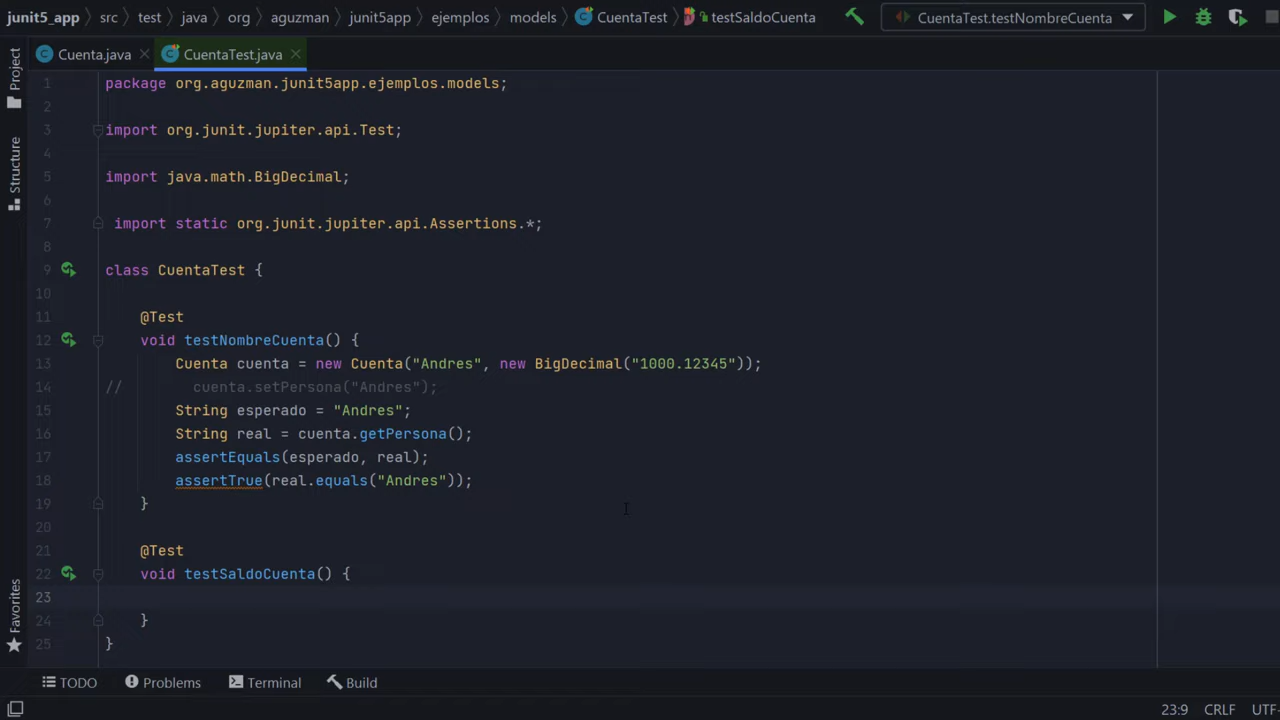 junit5_app src test java org aguzman junit5app ejemplos models CuentaTest testSaldoCuenta CuentaTest.testNombreCuenta
Project
Structure
Favorites
Cuenta.java CuentaTest.java
1 package org.aguzman.junit5app.ejemplos.models;
2
3 import org.junit.jupiter.api.Test;
4
5 import java.math.BigDecimal;
6
7 import static org.junit.jupiter.api.Assertions.*;
8
9 class CuentaTest {
10
11 @Test
12 void testNombreCuenta() {
13 Cuenta cuenta = new Cuenta("Andres", new BigDecimal("1000.12345"));
14 // cuenta.setPersona("Andres");
15 String esperado = "Andres";
16 String real = cuenta.getPersona();
17 assertEquals(esperado, real);
18 assertTrue(real.equals("Andres"));
19 }
20
21 @Test
22 void testSaldoCuenta() {
23
24 }
25 }
TODO Problems Terminal Build
23:9 CRLF UTF-